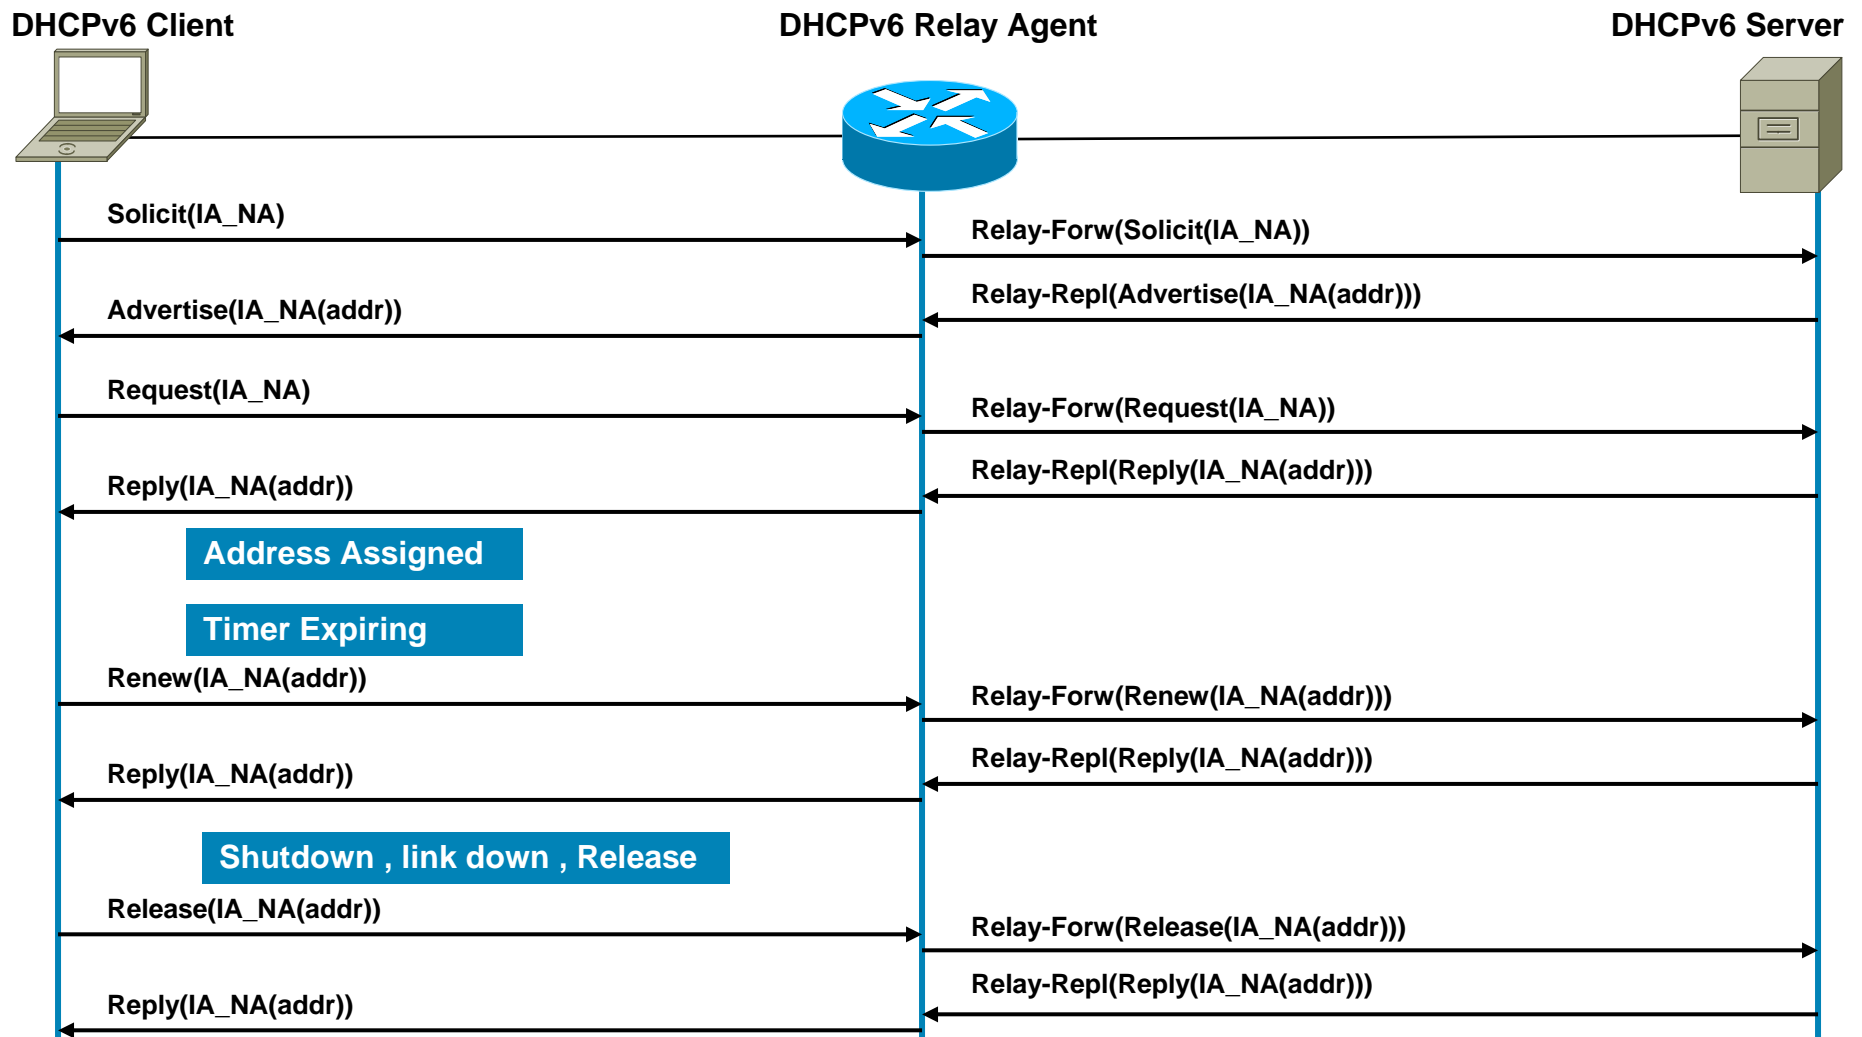 DHCPv6 Client
DHCPv6 Relay Agent
DHCPv6 Server
Solicit(IA_NA)
Relay-Forw(Solicit(IA_NA))
Relay-Repl(Advertise(IA_NA(addr)))
Advertise(IA_NA(addr))
Request(IA_NA)
Relay-Forw(Request(IA_NA))
Relay-Repl(Reply(IA_NA(addr)))
Reply(IA_NA(addr))
Address Assigned
Timer Expiring
Renew(IA_NA(addr))
Relay-Forw(Renew(IA_NA(addr)))
Relay-Repl(Reply(IA_NA(addr)))
Reply(IA_NA(addr))
Shutdown , link down , Release
Release(IA_NA(addr))
Relay-Forw(Release(IA_NA(addr)))
Relay-Repl(Reply(IA_NA(addr)))
Reply(IA_NA(addr))